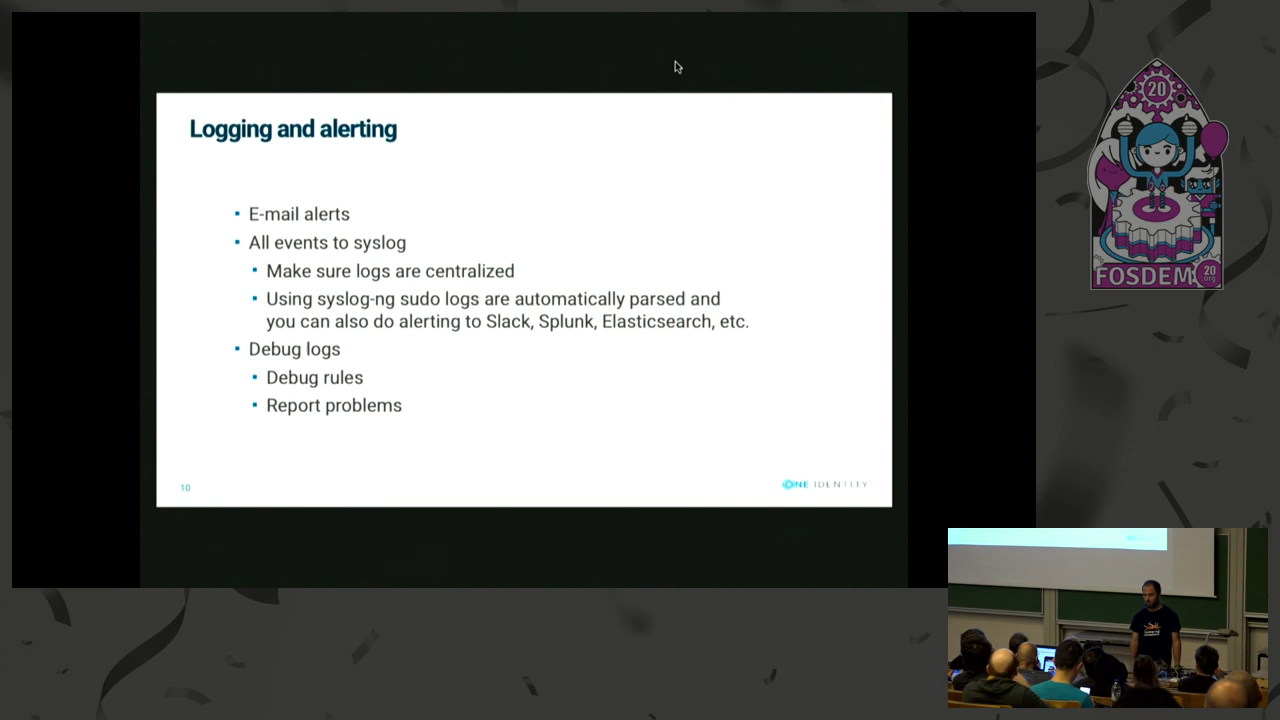 Logging and alerting
E-mail alerts
All events to syslog
Make sure logs are centralized
Using syslog-ng sudo logs are automatically parsed and
you can also do alerting to Slack, Splunk, Elasticsearch, etc.
Debug logs
Debug rules
Report problems
10
ONE IDENTITY
20
FOSDEM
20
.org